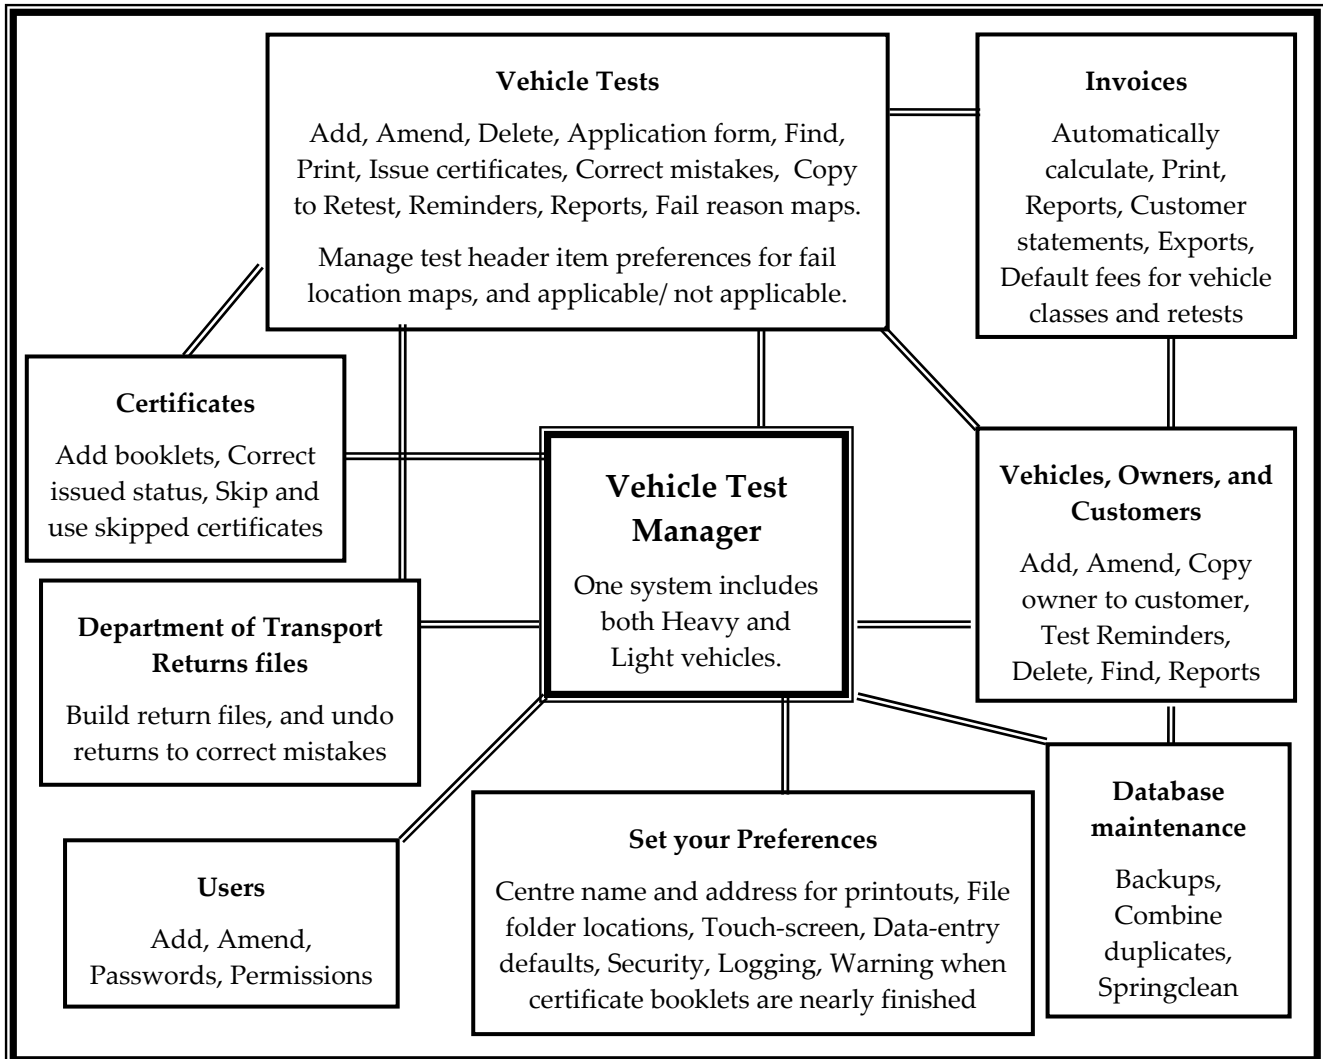 Vehicle Tests
Add, Amend, Delete, Application form, Find,
Print, Issue certificates, Correct mistakes, Copy
to Retest, Reminders, Reports, Fail reason maps.
Manage test header item preferences for fail
location maps, and applicable/ not applicable.
Invoices
Automatically
calculate, Print,
Reports, Customer
statements, Exports,
Default fees for vehicle
classes and retests
Certificates
Add booklets, Correct
issued status, Skip and
use skipped certificates
Vehicle Test
Manager
One system includes
both Heavy and
Light vehicles.
Vehicles, Owners, and
Customers
Add, Amend, Copy
owner to customer,
Test Reminders,
Delete, Find, Reports
Department of Transport
Returns files
Build return files, and undo
returns to correct mistakes
Users
Add, Amend,
Passwords, Permissions
Set your Preferences
Centre name and address for printouts, File
folder locations, Touch-screen, Data-entry
defaults, Security, Logging, Warning when
certificate booklets are nearly finished
Database
maintenance
Backups,
Combine
duplicates,
Springclean